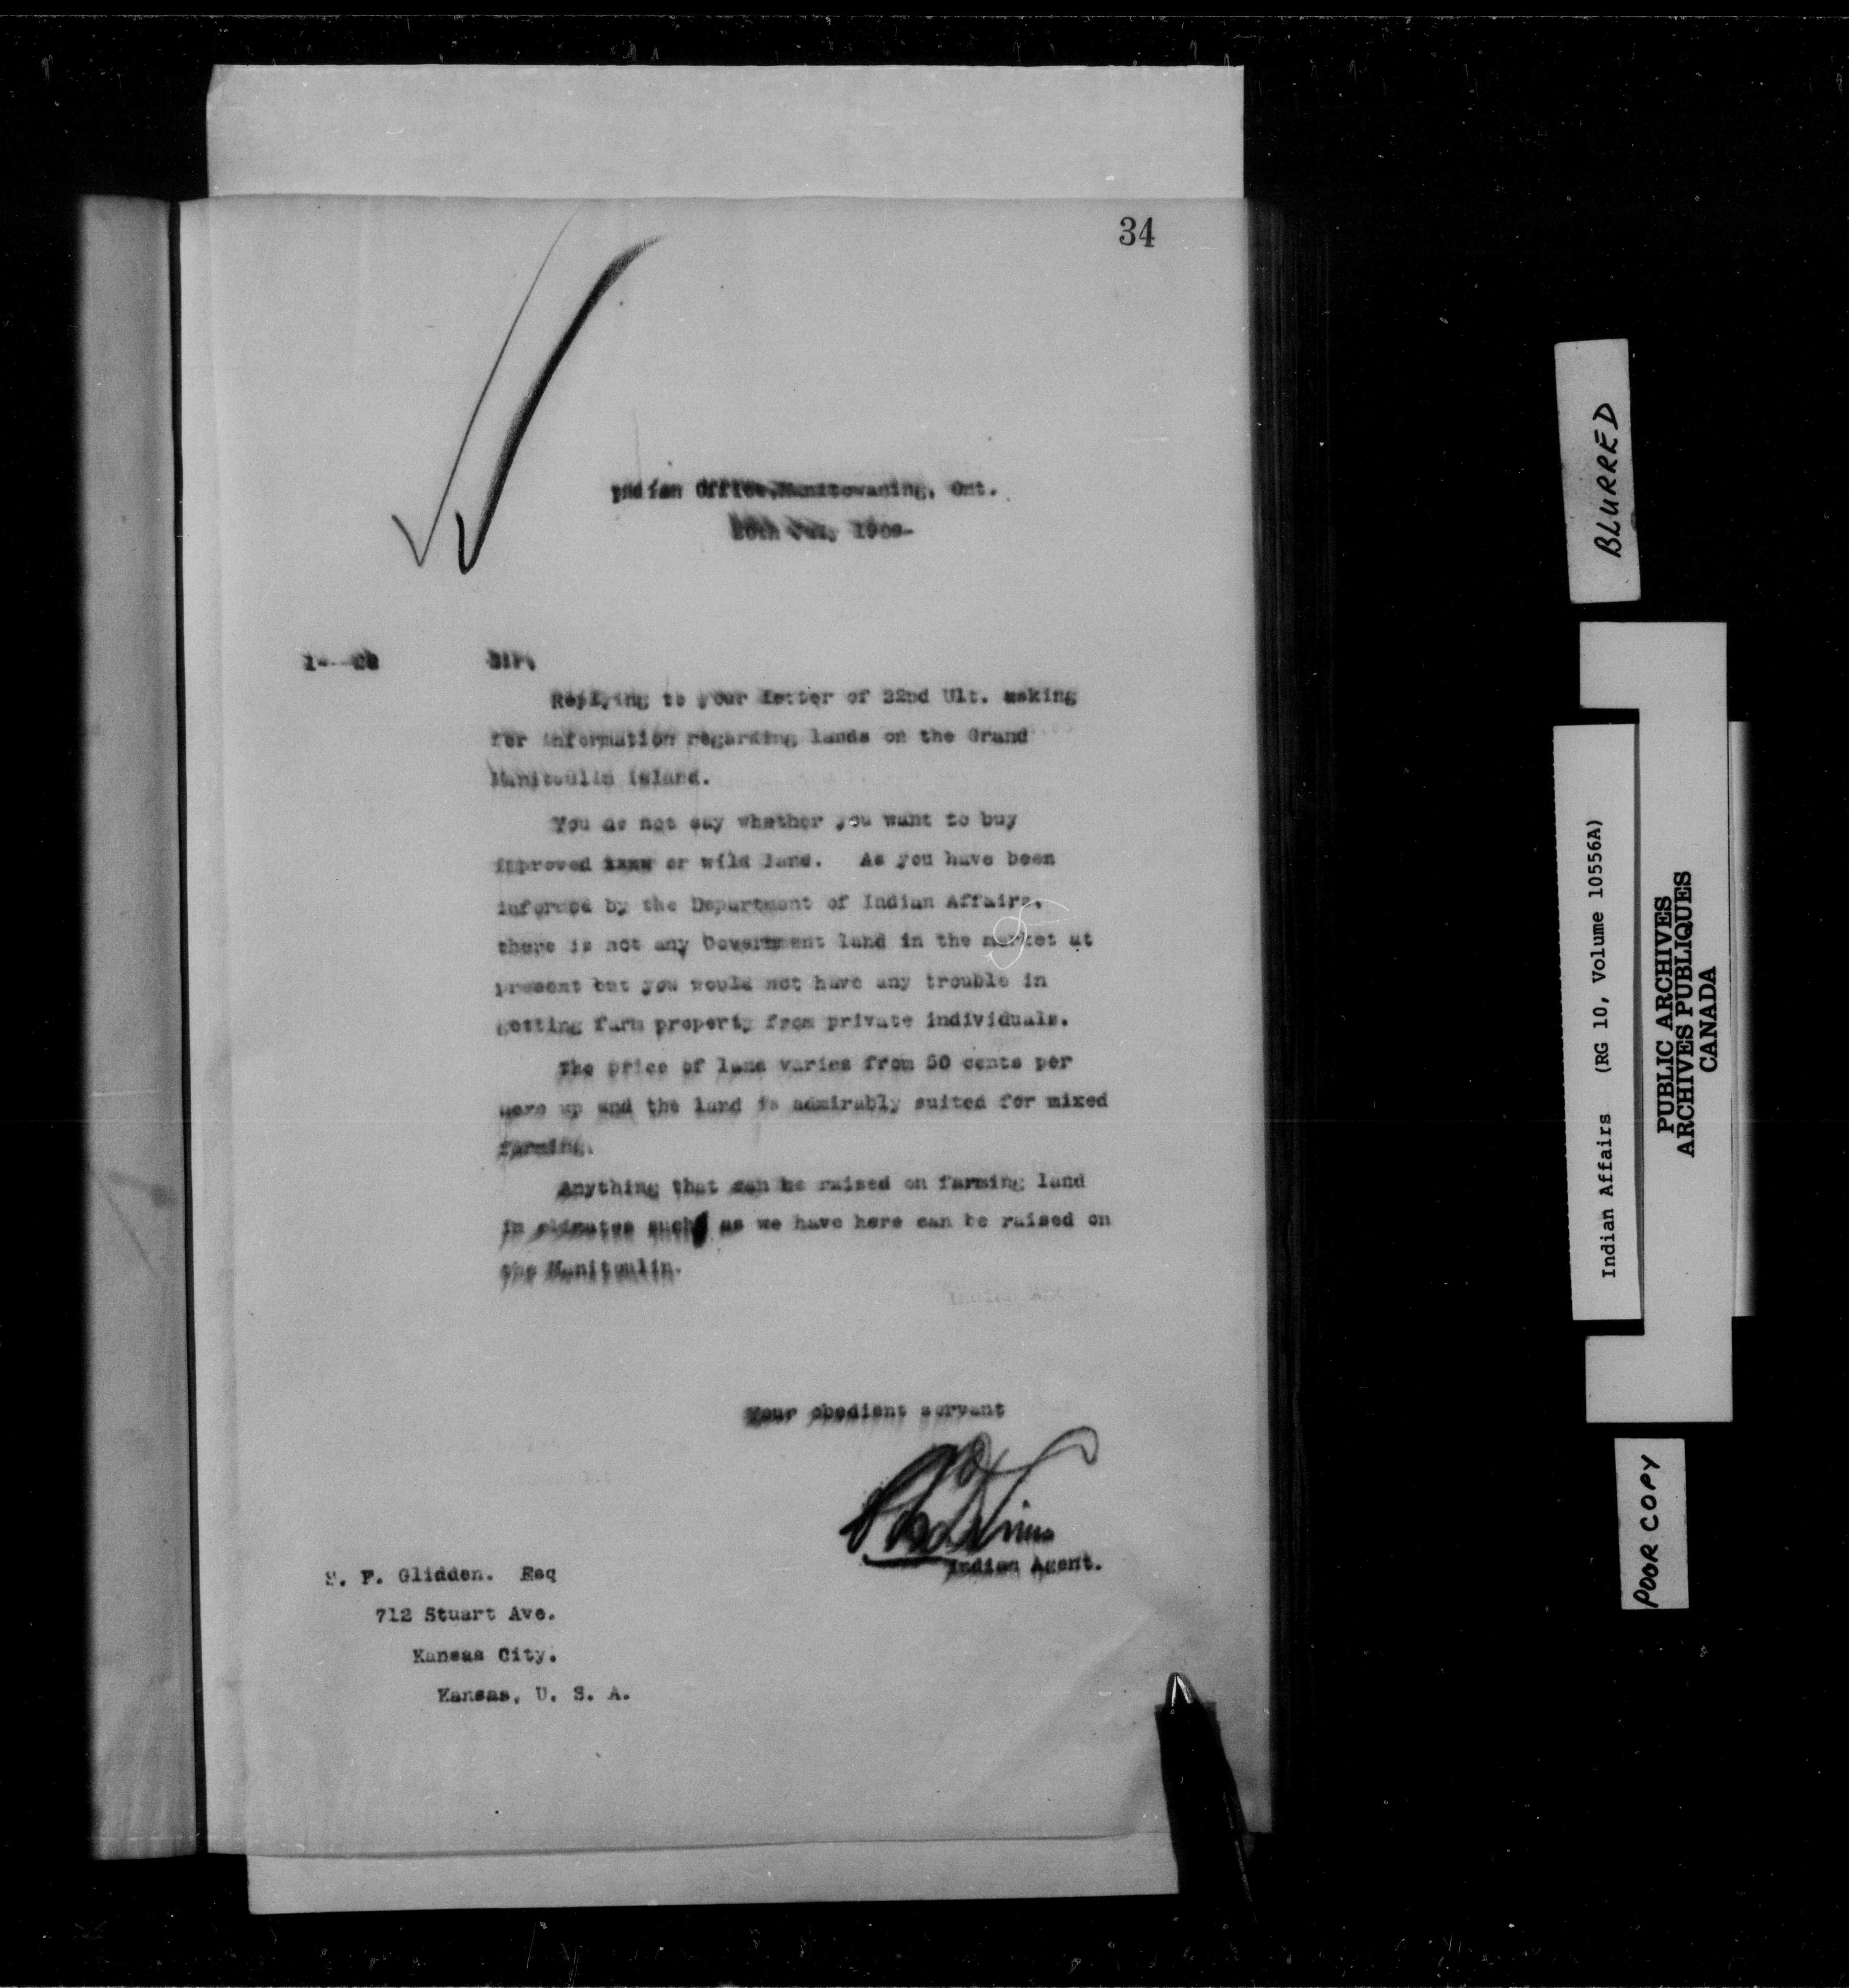 34
Indian Office, Manitowaning, Ont.
Sir,
Replying to your letter of 22nd Ult. asking
for information regarding lands on the Grand
Manitoulin Island.
You do not say whether you want to buy
improved or wild land. As you have been
informed by the Department of Indian Affairs.
there is not any Government land in the market at
present but you would not have any trouble in
getting farm property from private individuals.
The price of land varies from 50 cents per
acre up and the land is admirably suited for mixed
farming.
Anything that can be raised on farming land
in climates such as we have here can be raised on
the Manitoulin.
Your obedient servant
Indian Agent.
F. Glidden. Esq
712 Stuart Ave.
Kansas City.
Kansas, U. S. A.
BLURRED
Indian Affairs (RG 10, Volume 10556A)
PUBLIC ARCHIVES
ARCHIVES PUBLIQUES
CANADA
POOR COPY